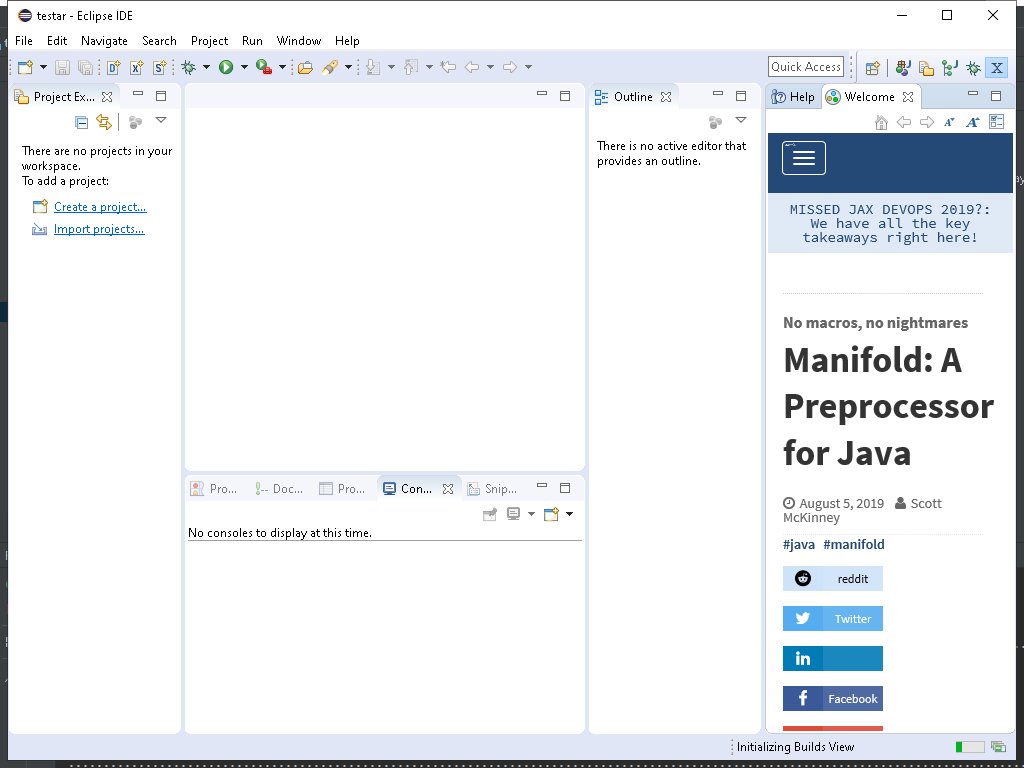 testar - Eclipse IDE
File Edit Navigate Search Project Run Window Help
Quick Access
Project Ex...
There are no projects in your
workspace.
To add a project:
Create a project...
Import projects...
Outline
There is no active editor that
provides an outline.
Pro... Doc... Pro... Con... Snip...
No consoles to display at this time.
Help Welcome
MISSED JAX DEVOPS 2019?:
We have all the key
takeaways right here!
No macros, no nightmares
Manifold: A
Preprocessor
for Java
August 5, 2019 Scott
McKinney
#java #manifold
reddit
Twitter
in
Facebook
Initializing Builds View